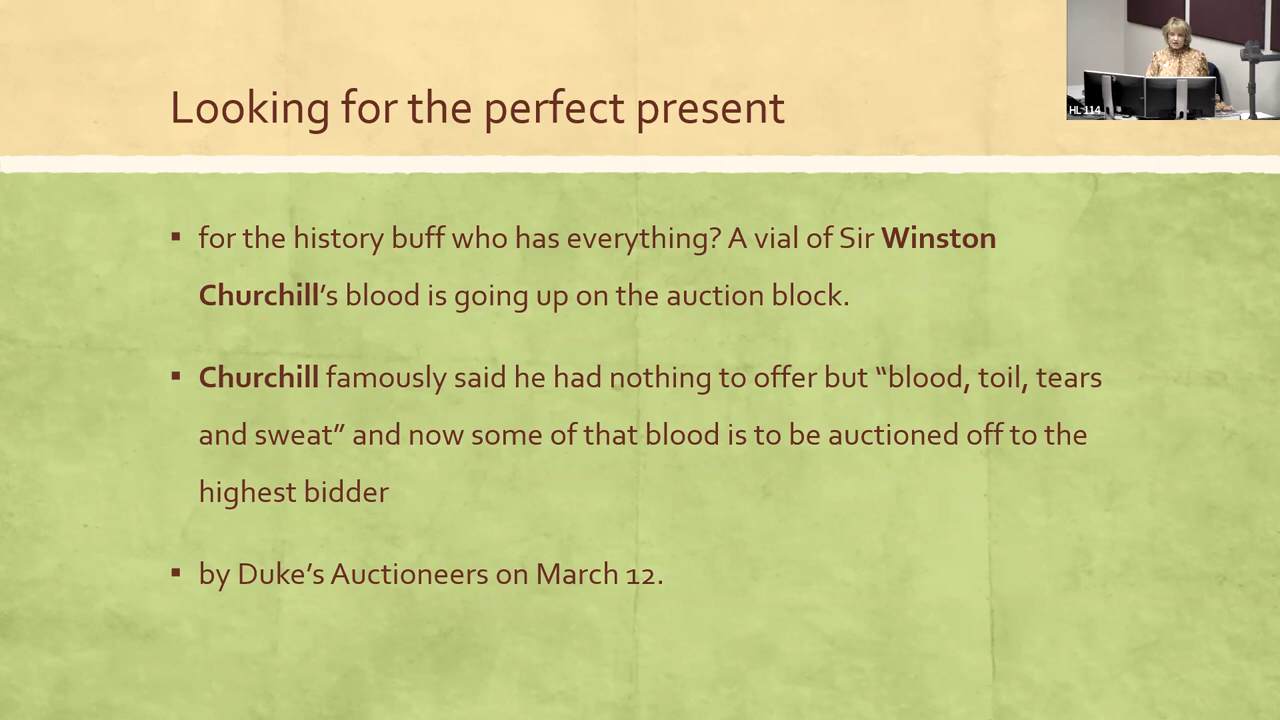 Looking for the perfect present
HL 114
▪ for the history buff who has everything? A vial of Sir Winston
Churchill’s blood is going up on the auction block.
▪ Churchill famously said he had nothing to offer but “blood, toil, tears
and sweat” and now some of that blood is to be auctioned off to the
highest bidder
▪ by Duke’s Auctioneers on March 12.